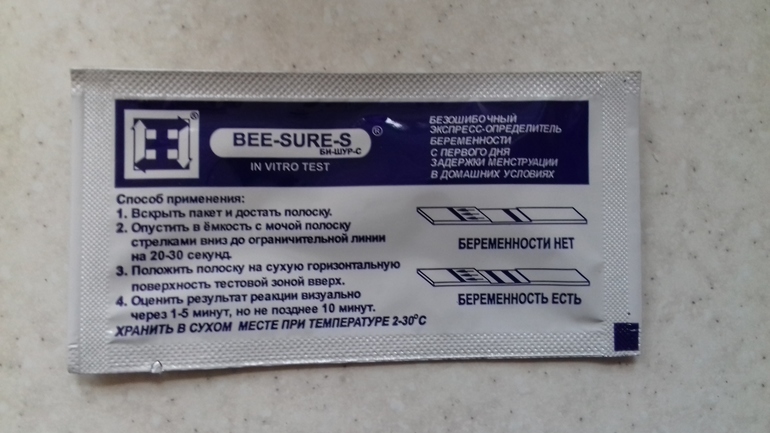 BEE-SURE-S ®
БИ-ШУР-С
IN VITRO TEST
БЕЗОШИБОЧНЫЙ
ЭКСПРЕСС-ОПРЕДЕЛИТЕЛЬ
БЕРЕМЕННОСТИ
С ПЕРВОГО ДНЯ
ЗАДЕРЖКИ МЕНСТРУАЦИИ
В ДОМАШНИХ УСЛОВИЯХ
Способ применения:
1. Вскрыть пакет и достать полоску.
2. Опустить в ёмкость с мочой полоску
стрелками вниз до ограничительной линии
на 20-30 секунд.
3. Положить полоску на сухую горизонтальную
поверхность тестовой зоной вверх.
4. Оценить результат реакции визуально
через 1-5 минут, но не позднее 10 минут.
ХРАНИТЬ В СУХОМ МЕСТЕ ПРИ ТЕМПЕРАТУРЕ 2-30°С
БЕРЕМЕННОСТИ НЕТ
БЕРЕМЕННОСТЬ ЕСТЬ